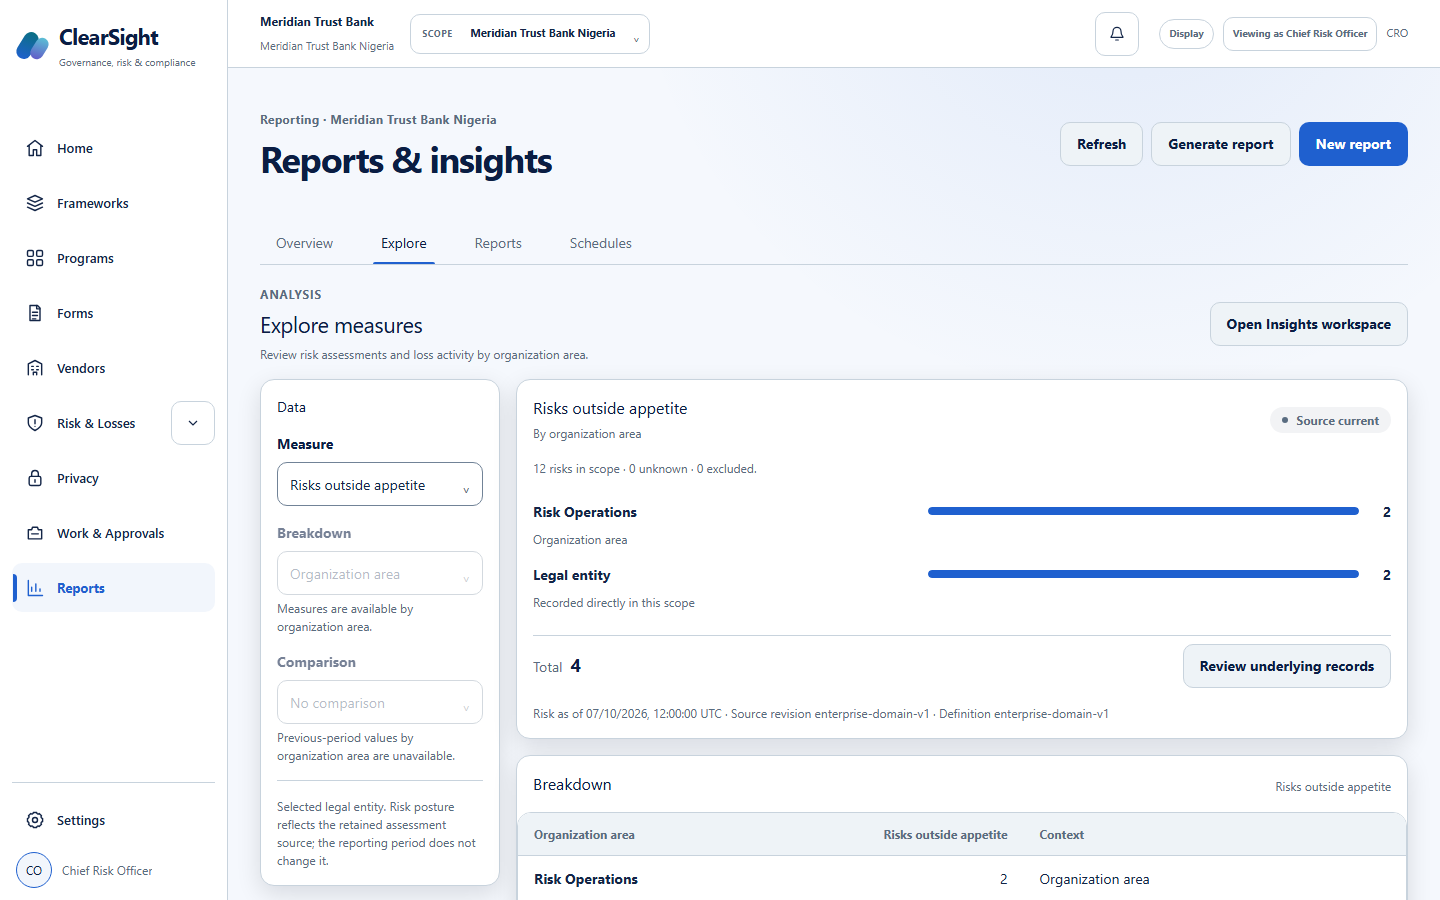 ClearSight
Governance, risk & compliance
Home
Frameworks
Programs
Forms
Vendors
Risk & Losses
Privacy
Work & Approvals
Reports
Settings
CO
Chief Risk Officer
Meridian Trust Bank
Meridian Trust Bank Nigeria
SCOPE
Meridian Trust Bank Nigeria
Display
Viewing as Chief Risk Officer
CRO
Reporting · Meridian Trust Bank Nigeria
Reports & insights
Refresh
Generate report
New report
Overview
Explore
Reports
Schedules
ANALYSIS
Explore measures
Review risk assessments and loss activity by organization area.
Open Insights workspace
Data
Measure
Risks outside appetite
Breakdown
Organization area
Measures are available by
organization area.
Comparison
No comparison
Previous-period values by
organization area are unavailable.
Selected legal entity. Risk posture
reflects the retained assessment
source; the reporting period does not
change it.
Risks outside appetite
By organization area
Source current
12 risks in scope · 0 unknown · 0 excluded.
Risk Operations
2
Organization area
Legal entity
2
Recorded directly in this scope
Total 4
Review underlying records
Risk as of 07/10/2026, 12:00:00 UTC · Source revision enterprise-domain-v1 · Definition enterprise-domain-v1
Breakdown
Risks outside appetite
Organization area
Risks outside appetite
Context
Risk Operations
2
Organization area